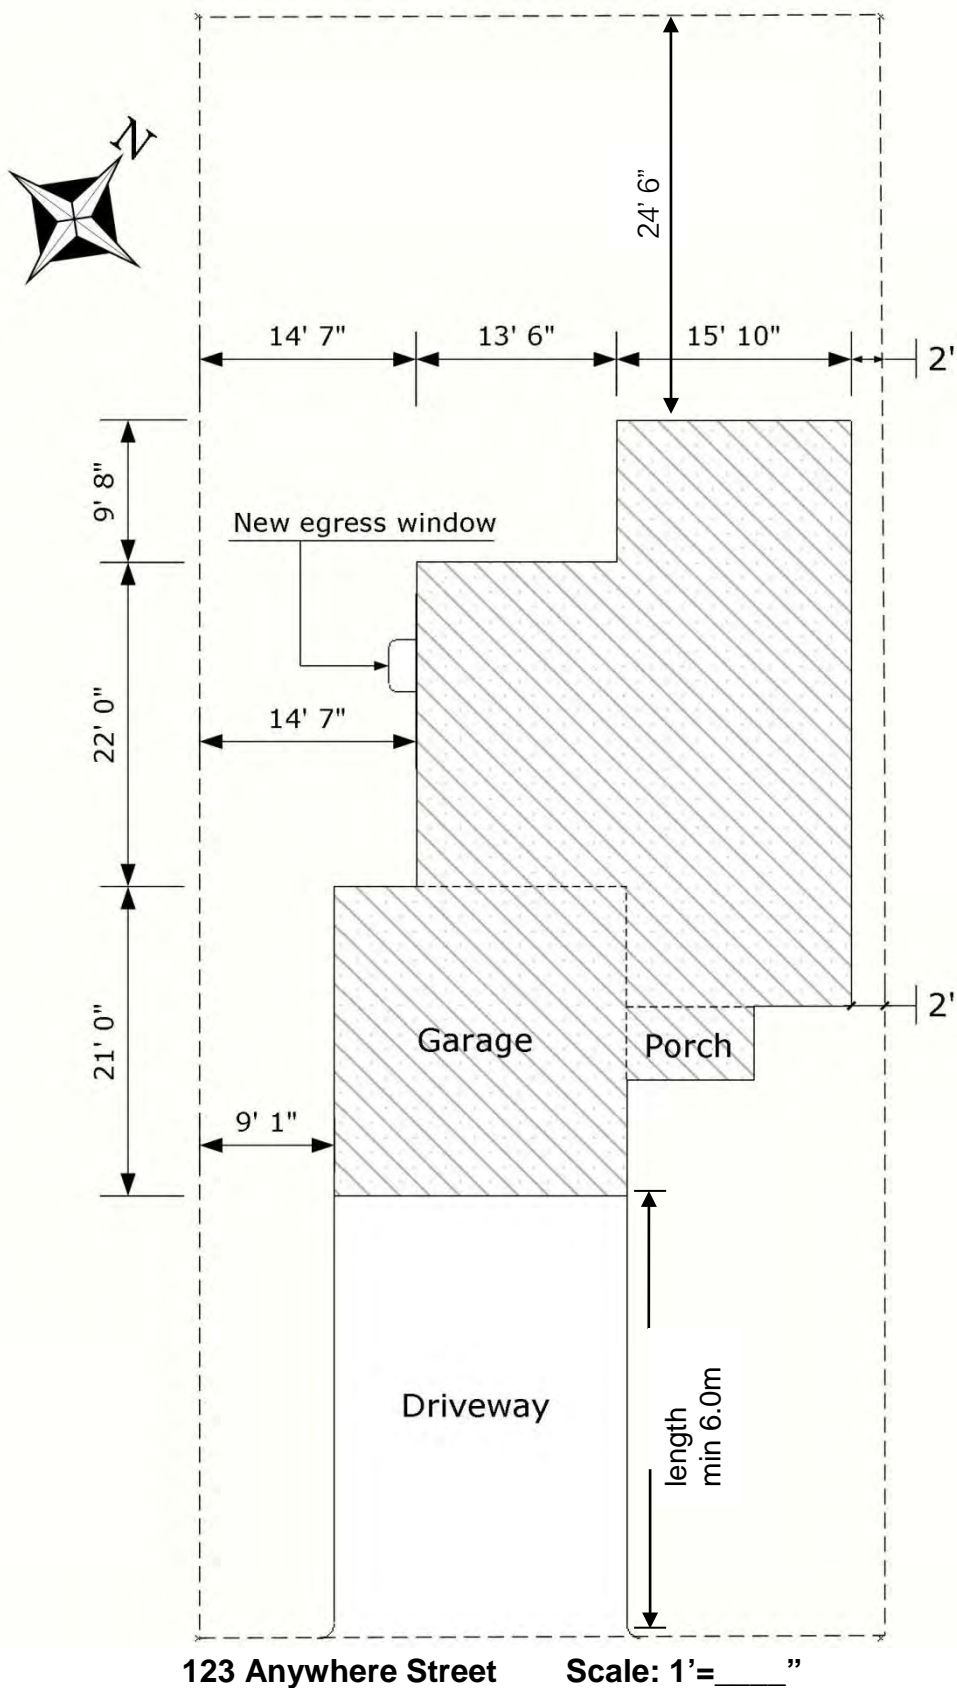 N
24' 6”
14' 7"
13' 6"
15' 10"
2'
9' 8"
New egress window
22' 0"
14' 7"
2'
21' 0"
Garage
Porch
9' 1"
Driveway
length
min 6.0m
123 Anywhere Street Scale: 1’=____”